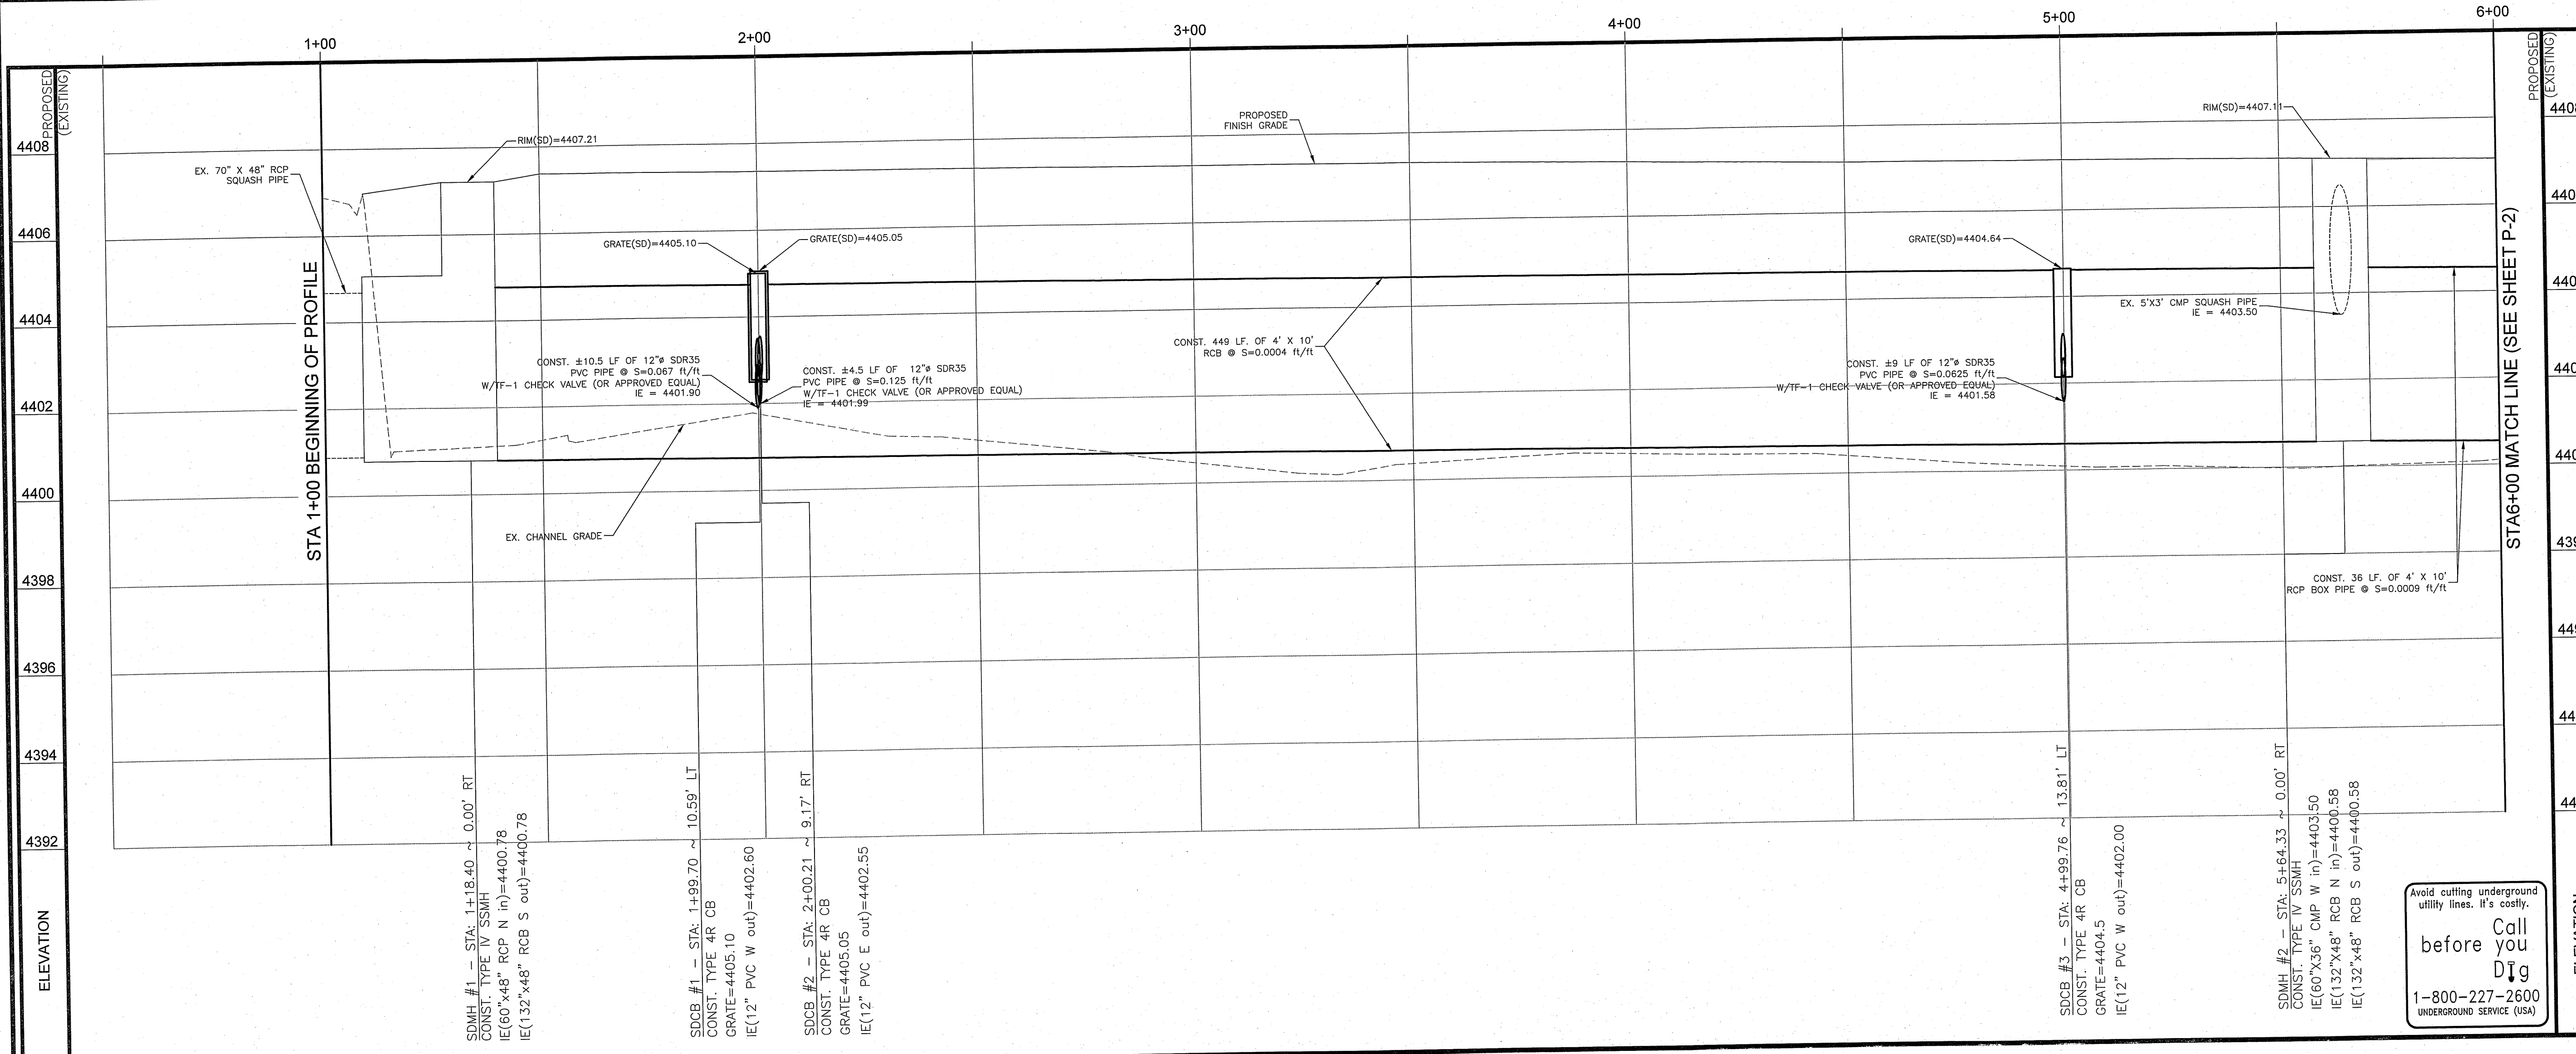 1+00
2+00
3+00
4+00
5+00
6+00
PROPOSED
(EXISTING)
PROPOSED
(EXISTING)
4408
4406
4404
4402
4400
4398
4396
4394
4392
ELEVATION
STA 1+00 BEGINNING OF PROFILE
EX. 70" X 48" RCP
SQUASH PIPE
RIM(SD)=4407.21
PROPOSED
FINISH GRADE
RIM(SD)=4407.11
GRATE(SD)=4405.10
GRATE(SD)=4405.05
GRATE(SD)=4404.64
EX. 5'X3' CMP SQUASH PIPE
IE = 4403.50
CONST. ±10.5 LF OF 12"ø SDR35
PVC PIPE @ S=0.067 ft/ft
W/TF-1 CHECK VALVE (OR APPROVED EQUAL)
IE = 4401.90
CONST. ±4.5 LF OF 12"ø SDR35
PVC PIPE @ S=0.125 ft/ft
W/TF-1 CHECK VALVE (OR APPROVED EQUAL)
IE = 4401.99
CONST. 449 LF. OF 4' X 10'
RCB @ S=0.0004 ft/ft
CONST. ±9 LF OF 12"ø SDR35
PVC PIPE @ S=0.0625 ft/ft
W/TF-1 CHECK VALVE (OR APPROVED EQUAL)
IE = 4401.58
EX. CHANNEL GRADE
CONST. 36 LF. OF 4' X 10'
RCP BOX PIPE @ S=0.0009 ft/ft
STA6+00 MATCH LINE (SEE SHEET P-2)
SDMH #1 - STA: 1+18.40 ~ 0.00' RT
CONST. TYPE IV SSMH
IE(60"x48" RCP N in)=4400.78
IE(132"x48" RCB S out)=4400.78
SDCB #1 - STA: 1+99.70 ~ 10.59' LT
CONST. TYPE 4R CB
GRATE=4405.10
IE(12" PVC W out)=4402.60
SDCB #2 - STA: 2+00.21 ~ 9.17' RT
CONST. TYPE 4R CB
GRATE=4405.05
IE(12" PVC E out)=4402.55
SDCB #3 - STA: 4+99.76 ~ 13.81' LT
CONST. TYPE 4R CB
GRATE=4404.5
IE(12" PVC W out)=4402.00
SDMH #2 - STA: 5+64.33 ~ 0.00' RT
CONST. TYPE IV SSMH
IE(60"X36" CMP W in)=4403.50
IE(132"X48" RCB N in)=4400.58
IE(132"x48" RCB S out)=4400.58
Avoid cutting underground
utility lines. It's costly.
Call
before you
Dig
1-800-227-2600
UNDERGROUND SERVICE (USA)